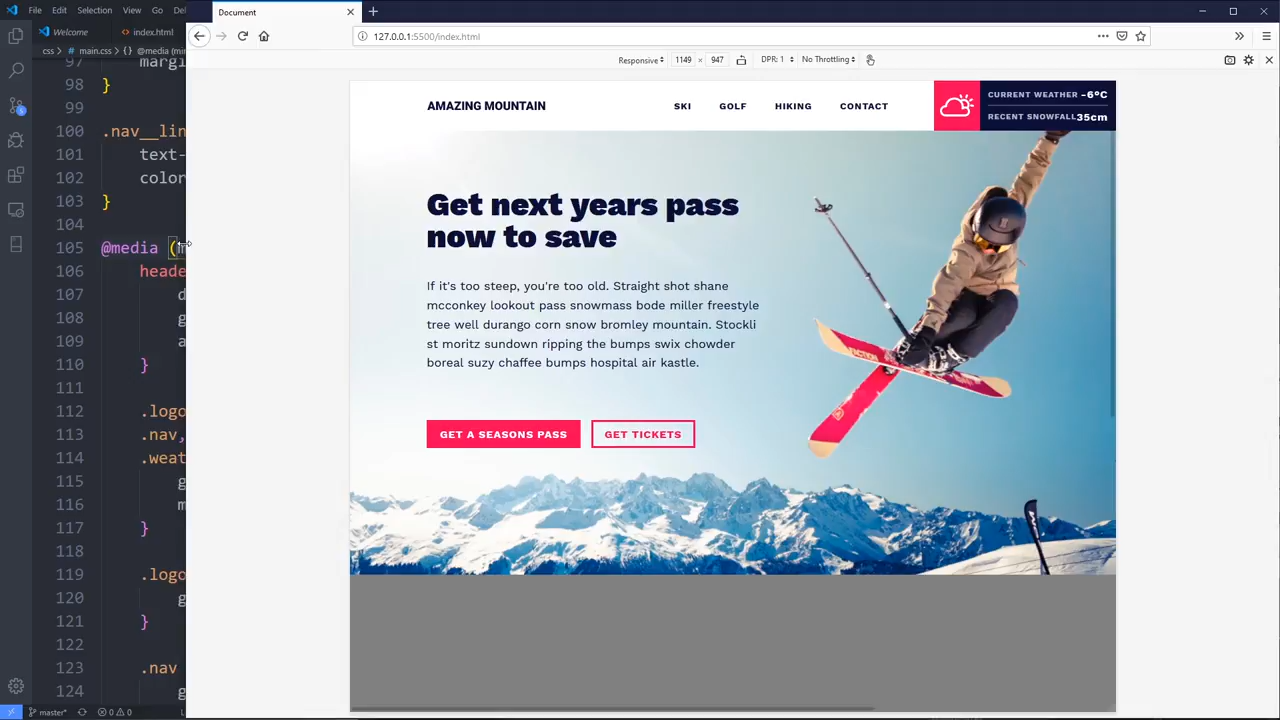 File Edit Selection View Go De
Document
Welcome
index.html
127.0.0.1:5500/index.html
css > # main.css > {} @media (mi
Responsive 1149 × 947 DPR: 1 No Throttling
97 margi
98 }
99
100 .nav__lin
101 text-
102 color
103 }
104
105 @media (m
106 heade
107 d
108 g
109 a
110 }
111
112 .logo
113 .nav,
114 .weat
115 g
116 m
117 }
118
119 .logo
120 g
121 }
122
123 .nav
124 g
master* 0 0
AMAZING MOUNTAIN
SKI GOLF HIKING CONTACT
CURRENT WEATHER -6°C
RECENT SNOWFALL 35cm
Get next years pass
now to save
If it's too steep, you're too old. Straight shot shane
mcconkey lookout pass snowmass bode miller freestyle
tree well durango corn snow bromley mountain. Stockli
st moritz sundown ripping the bumps swix chowder
boreal suzy chaffee bumps hospital air kastle.
GET A SEASONS PASS
GET TICKETS